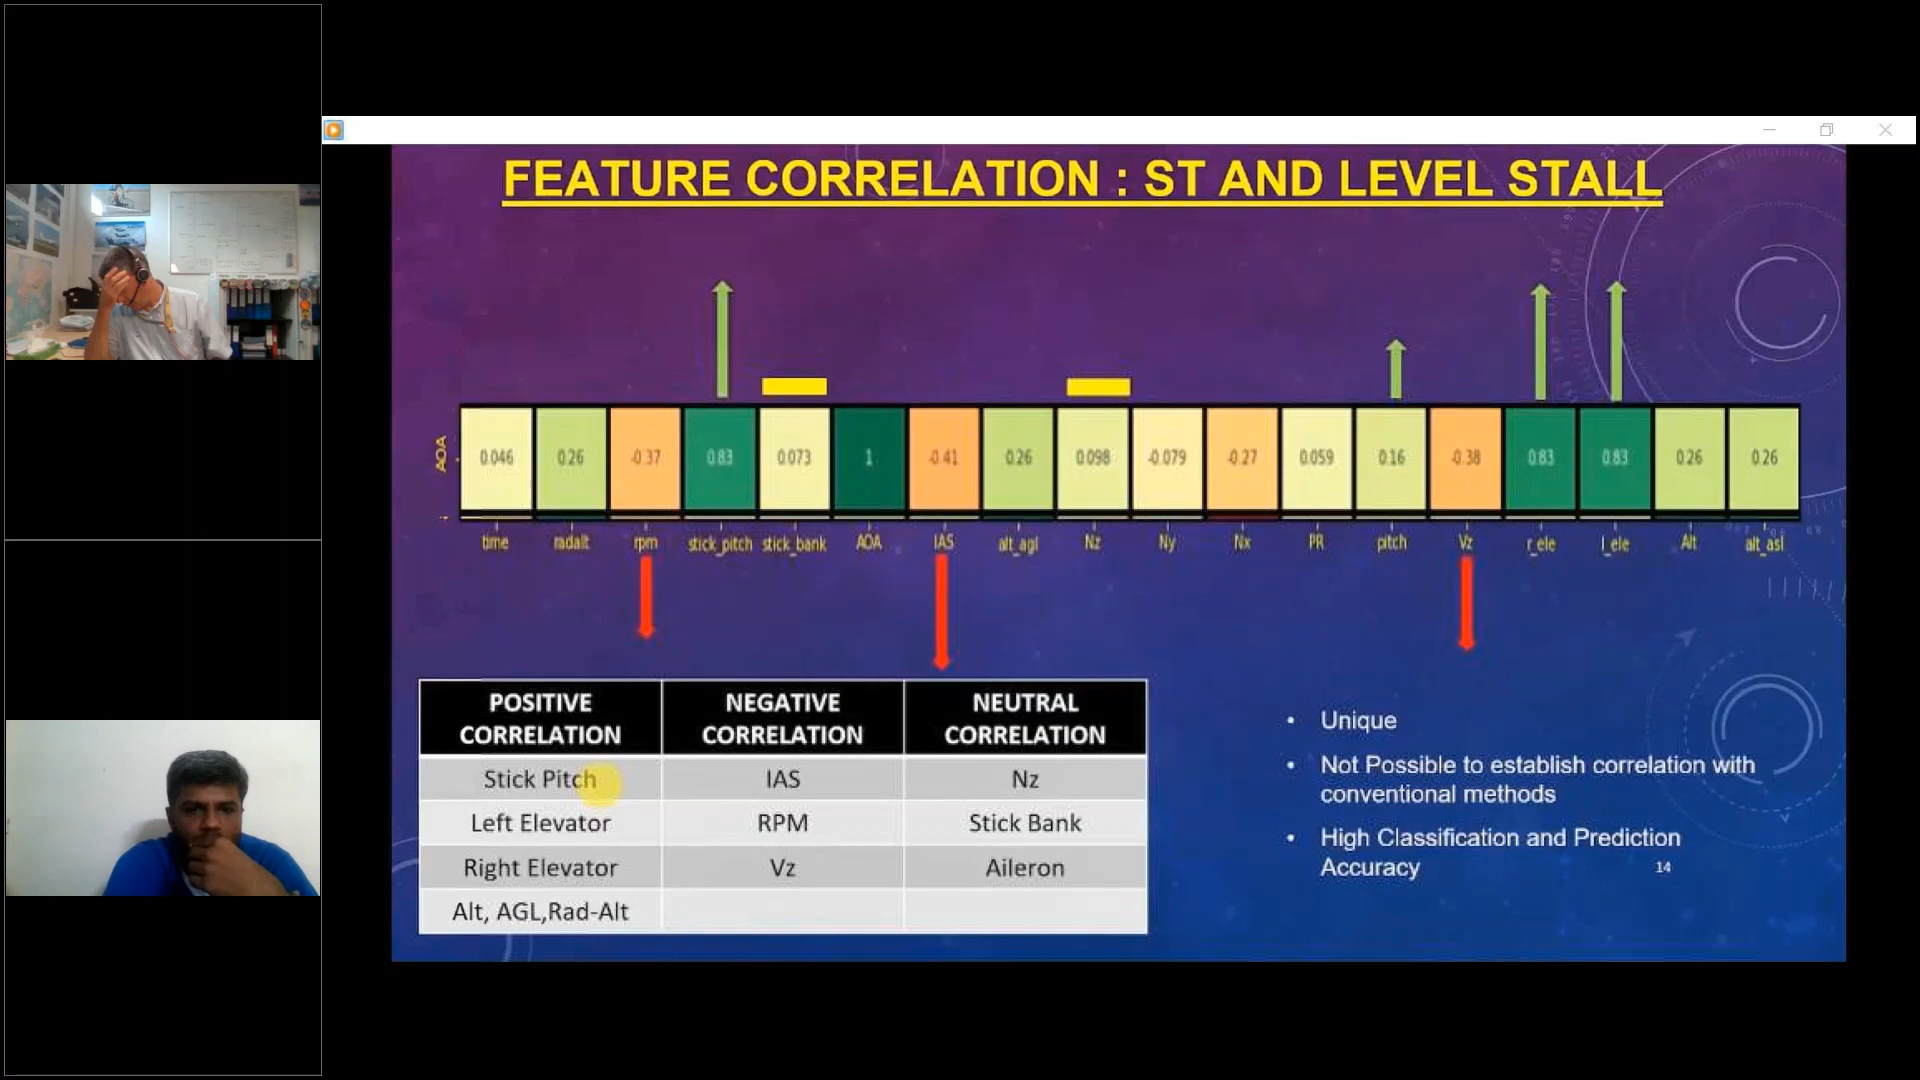 FEATURE CORRELATION : ST AND LEVEL STALL
AOA
0.046 0.26 -0.37 0.83 0.073 1 -0.41 0.26 0.098 -0.079 -0.27 0.059 0.16 -0.38 0.83 0.83 0.26 0.26
time radalt rpm stick_pitch stick_bank AOA IAS alt_agl Nz Ny Nx PR pitch Vz r_ele l_ele Alt alt_asl
POSITIVE CORRELATION NEGATIVE CORRELATION NEUTRAL CORRELATION
Stick Pitch IAS Nz
Left Elevator RPM Stick Bank
Right Elevator Vz Aileron
Alt, AGL,Rad-Alt
• Unique
• Not Possible to establish correlation with
conventional methods
• High Classification and Prediction
Accuracy
14